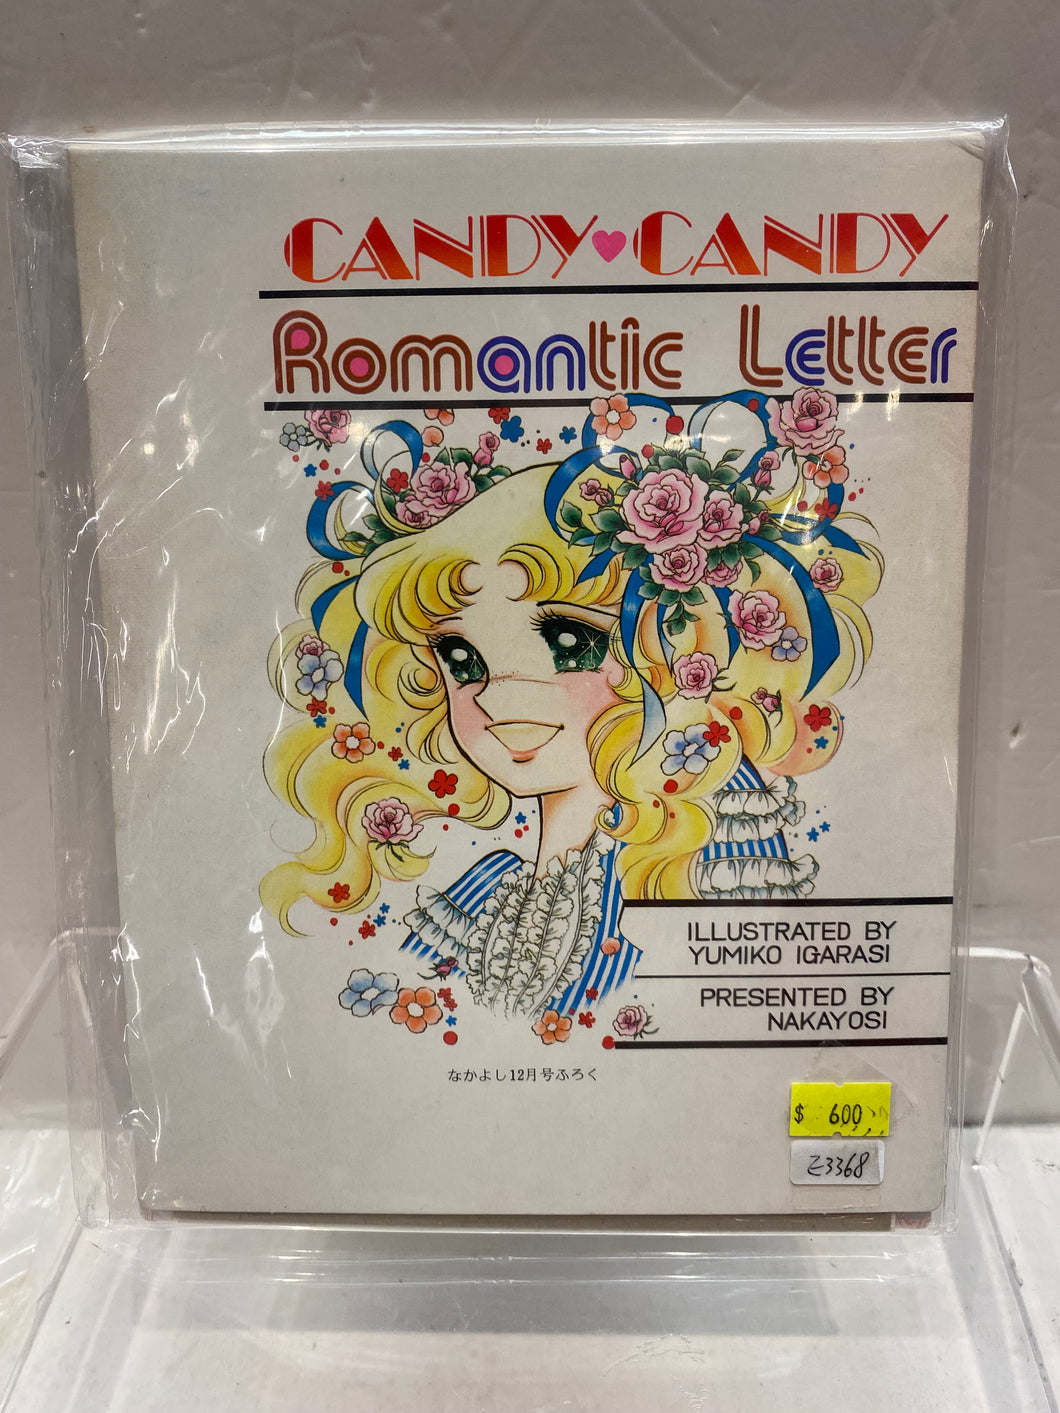 CANDY♥CANDY
Romantic Letter
ILLUSTRATED BY
YUMIKO IGARASI
PRESENTED BY
NAKAYOSI
なかよし12月号ふろく
$ 600
Z3368